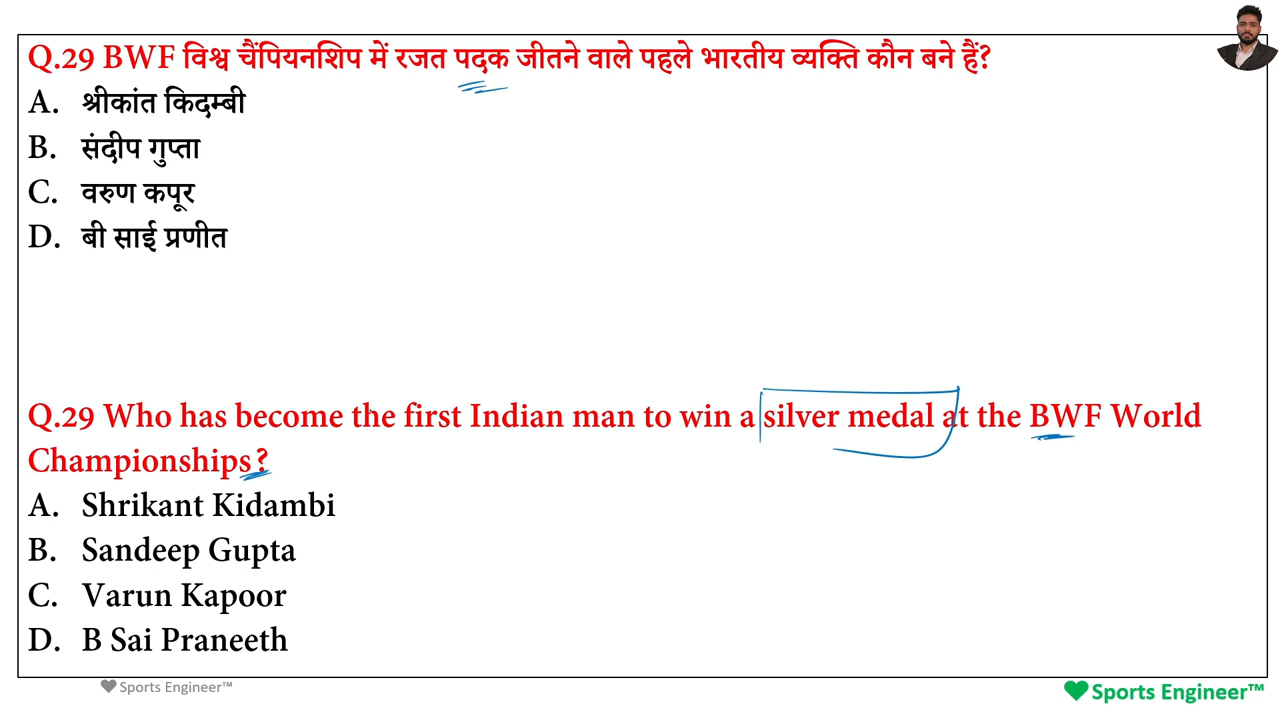 Q.29 BWF विश्व चैंपियनशिप में रजत पदक जीतने वाले पहले भारतीय व्यक्ति कौन बने हैं?
A. श्रीकांत किदम्बी
B. संदीप गुप्ता
C. वरुण कपूर
D. बी साई प्रणीत
Q.29 Who has become the first Indian man to win a silver medal at the BWF World
Championships?
A. Shrikant Kidambi
B. Sandeep Gupta
C. Varun Kapoor
D. B Sai Praneeth
Sports Engineer™
Sports Engineer™